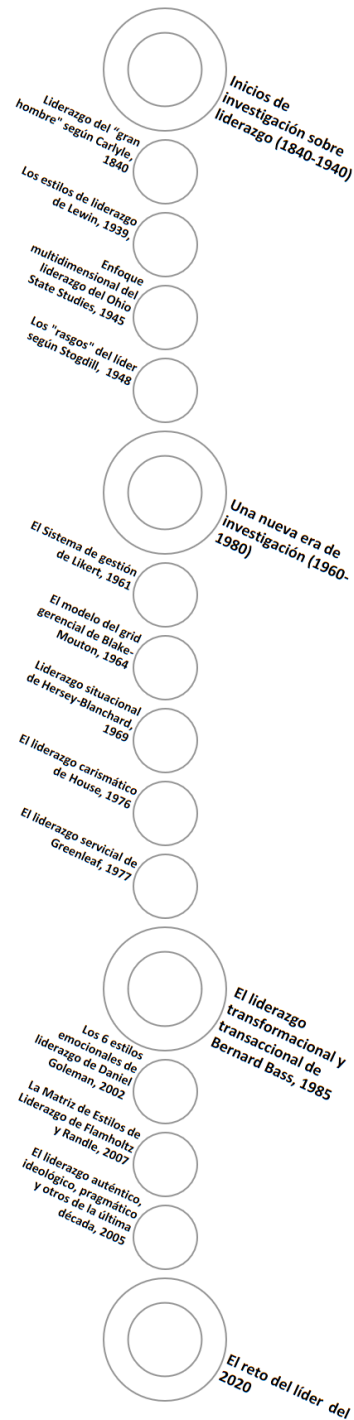 Inicios de
investigación sobre
liderazgo (1840-1940)
Liderazgo del "gran
hombre" según Carlyle,
1840
Los estilos de liderazgo
de Lewin, 1939,
Enfoque
multidimensional del
liderazgo del Ohio
State Studies, 1945
Los "rasgos" del líder
según Stogdill, 1948
Una nueva era de
investigación (1960-
1980)
El Sistema de gestión
de Likert, 1961
El modelo del grid
gerencial de Blake-
Mouton, 1964
Liderazgo situacional
de Hersey-Blanchard,
1969
El liderazgo carismático
de House, 1976
El liderazgo servicial de
Greenleaf, 1977
El liderazgo
transformacional y
transaccional de
Bernard Bass, 1985
Los 6 estilos
emocionales de
liderazgo de Daniel
Goleman, 2002
La Matriz de Estilos de
Liderazgo de Flamholtz
y Randle, 2007
El liderazgo auténtico,
ideológico, pragmático
y otros de la última
década, 2005
El reto del líder del
2020